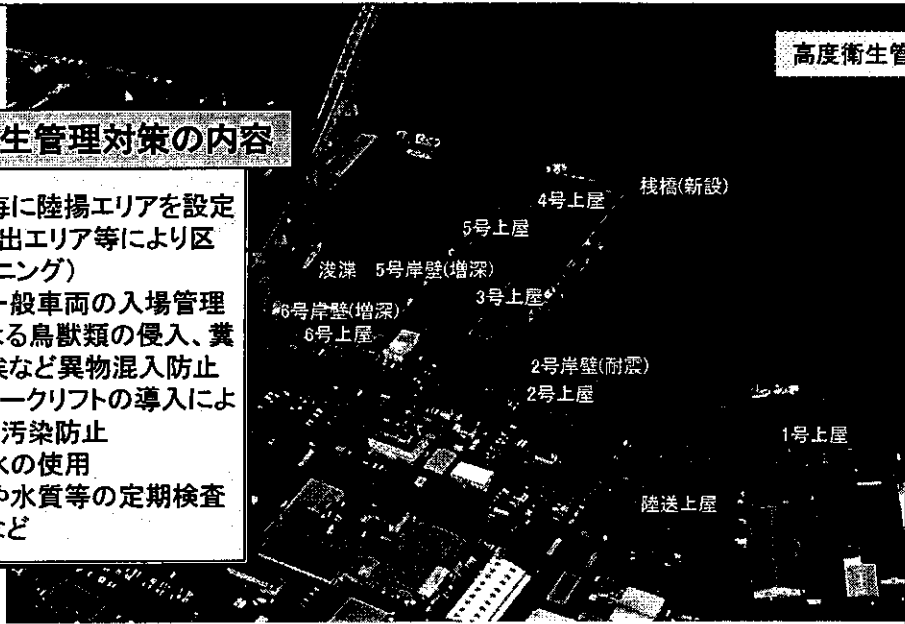 高度衛生管
生管理対策の内容
毎に陸揚エリアを設定
出エリア等により区
ニング）
一般車両の入場管理
よる鳥獣類の侵入、糞
矣など異物混入防止
ークリフトの導入によ
汚染防止
水の使用
や水質等の定期検査
など
桟橋(新設)
4号上屋
5号上屋
浚渫 5号岸壁(増深)
3号上屋
6号岸壁(増深)
6号上屋
2号岸壁(耐震)
2号上屋
1号上屋
陸送上屋